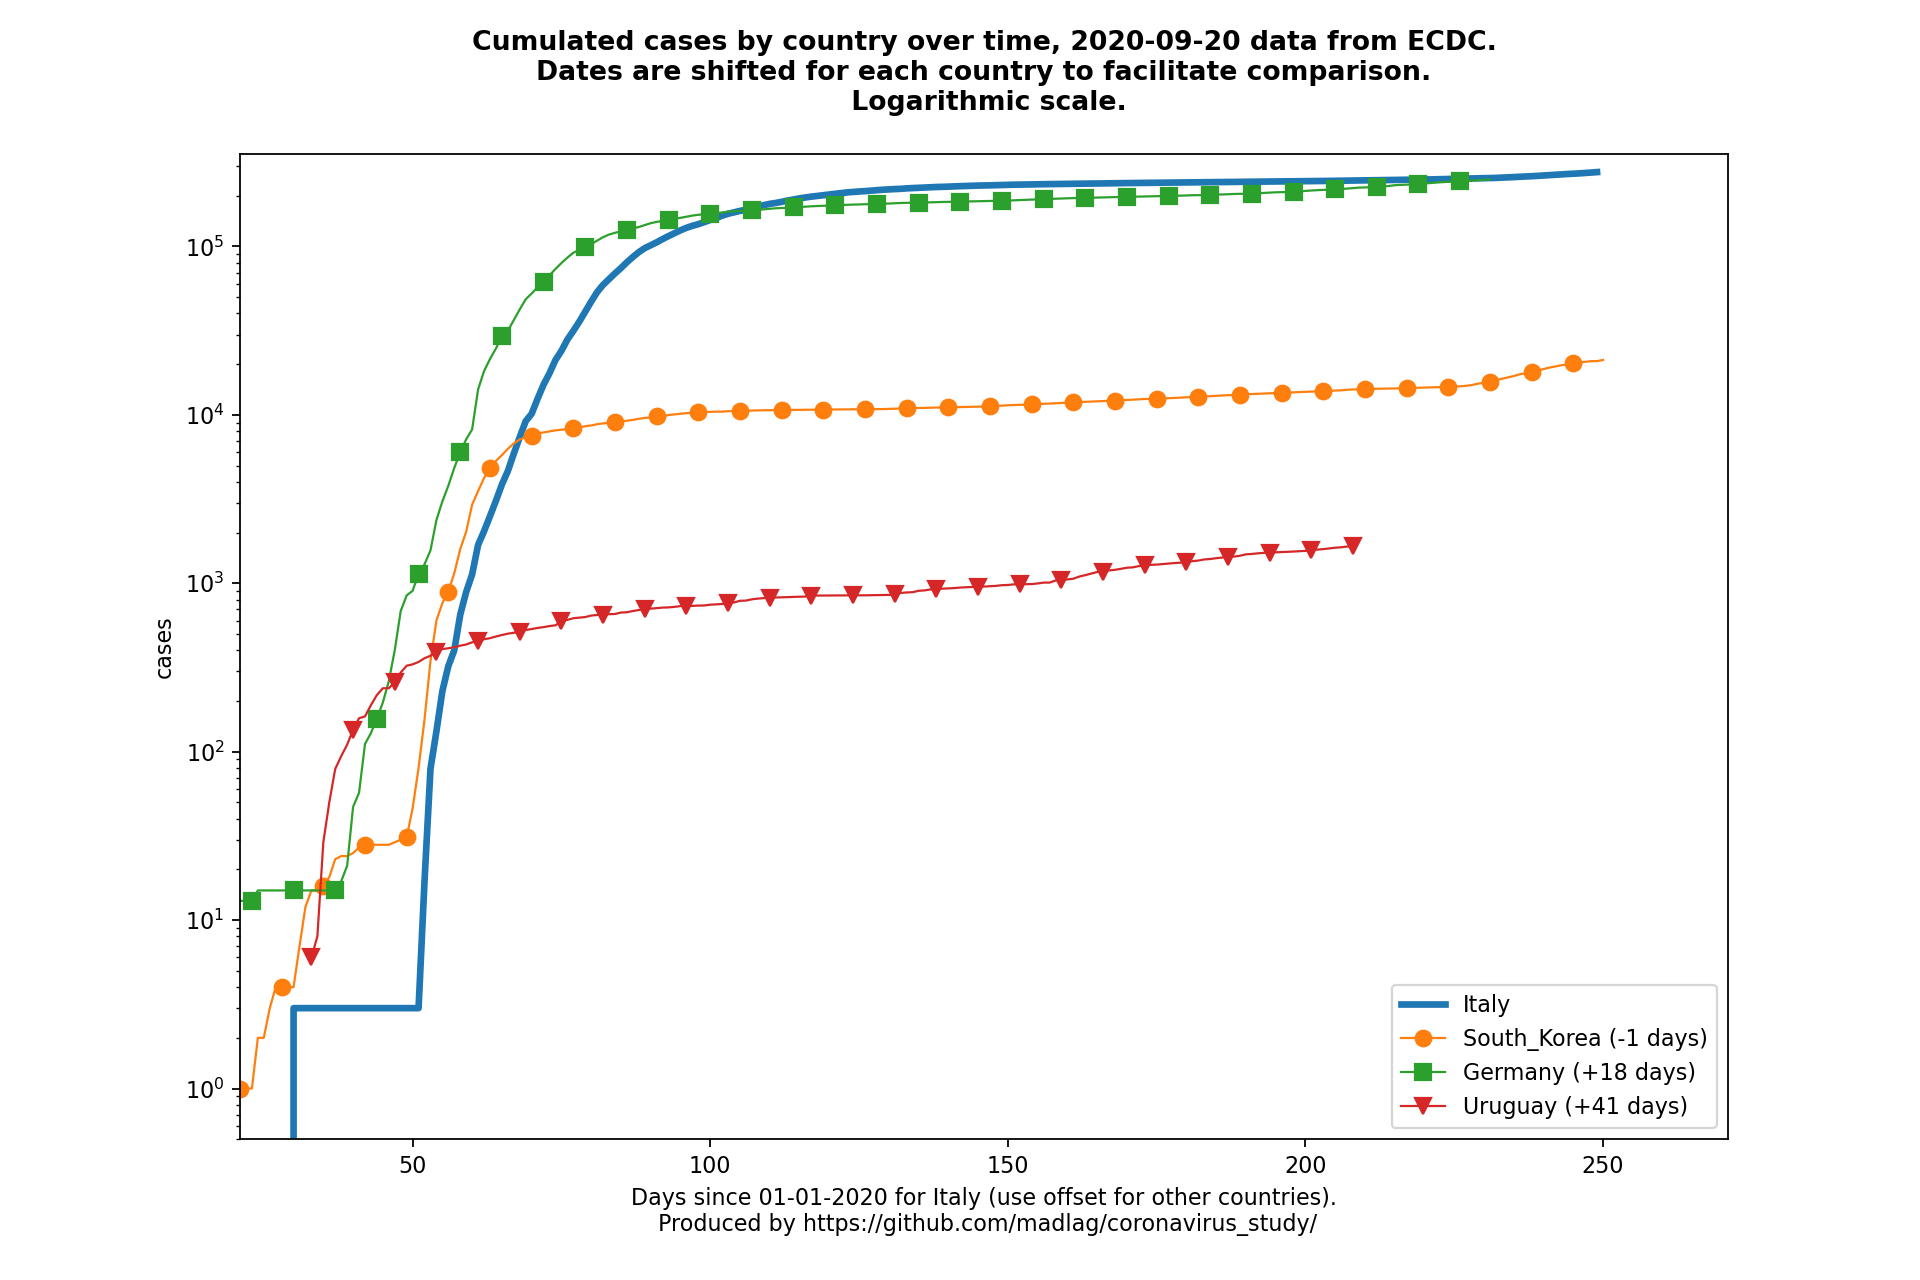 Cumulated cases by country over time, 2020-09-20 data from ECDC.
Dates are shifted for each country to facilitate comparison.
Logarithmic scale.
cases
10^5
10^4
10^3
10^2
10^1
10^0
50 100 150 200 250
Italy
South_Korea (-1 days)
Germany (+18 days)
Uruguay (+41 days)
Days since 01-01-2020 for Italy (use offset for other countries).
Produced by https://github.com/madlag/coronavirus_study/